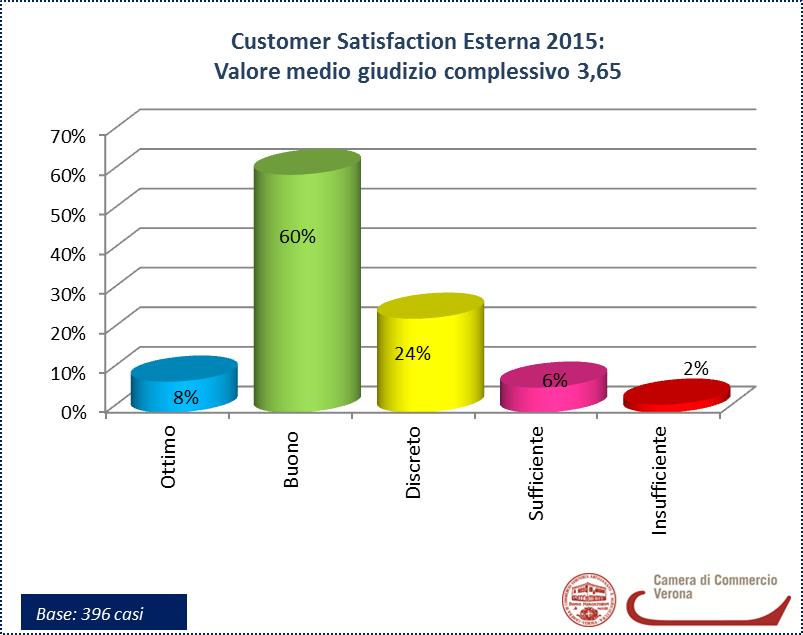 Customer Satisfaction Esterna 2015:
Valore medio giudizio complessivo 3,65
70%
60%
50%
40%
30%
20%
10%
0%
8%
60%
24%
6%
2%
Ottimo
Buono
Discreto
Sufficiente
Insufficiente
Base: 396 casi
Camera di Commercio
Verona